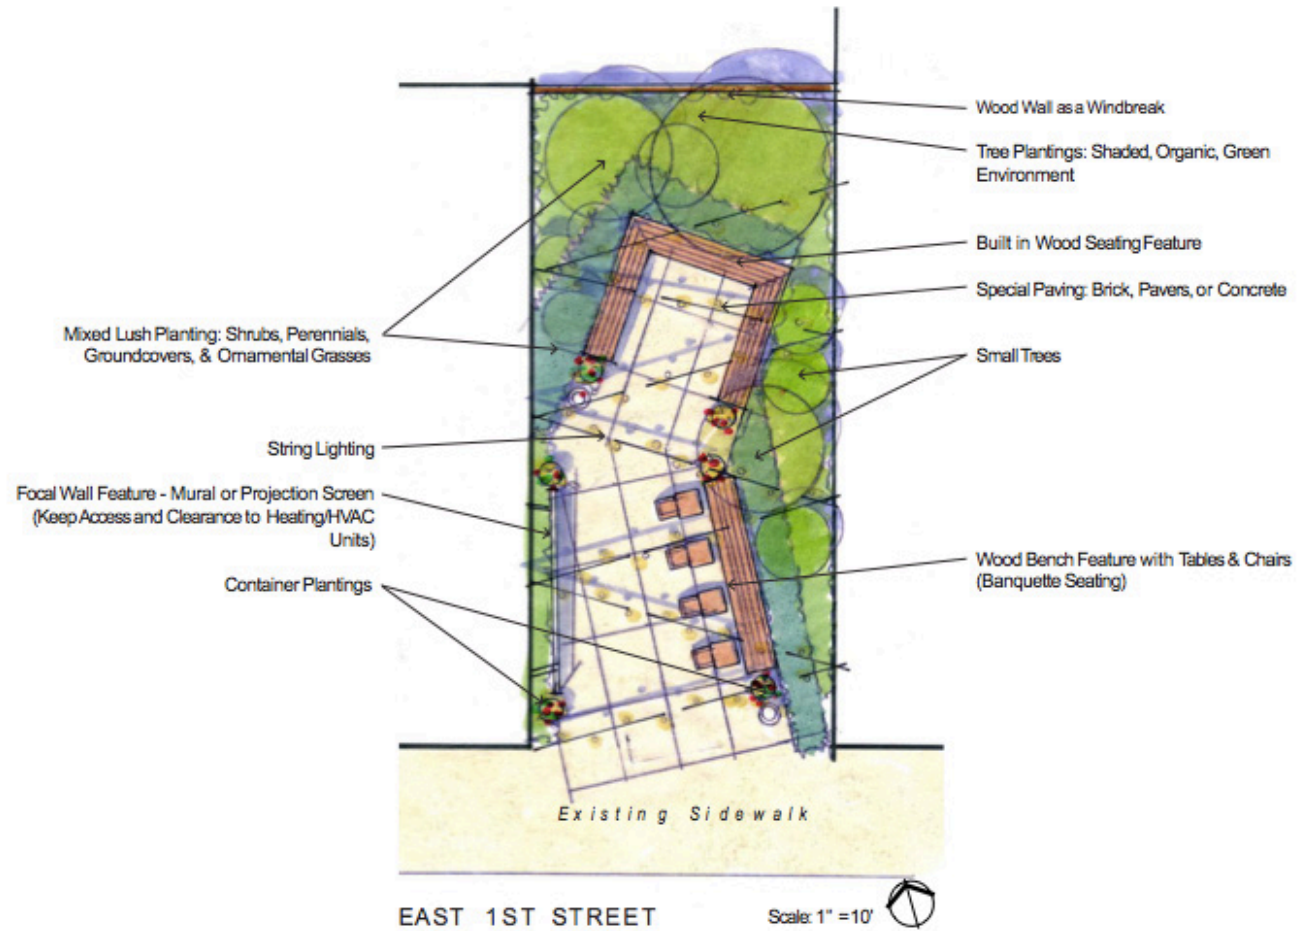 Wood Wall as a Windbreak
Tree Plantings: Shaded, Organic, Green
Environment
Built in Wood Seating Feature
Special Paving: Brick, Pavers, or Concrete
Mixed Lush Planting: Shrubs, Perennials,
Groundcovers, & Ornamental Grasses
Small Trees
String Lighting
Focal Wall Feature - Mural or Projection Screen
(Keep Access and Clearance to Heating/HVAC
Units)
Wood Bench Feature with Tables & Chairs
(Banquette Seating)
Container Plantings
Existing Sidewalk
EAST 1ST STREET
Scale: 1" =10'